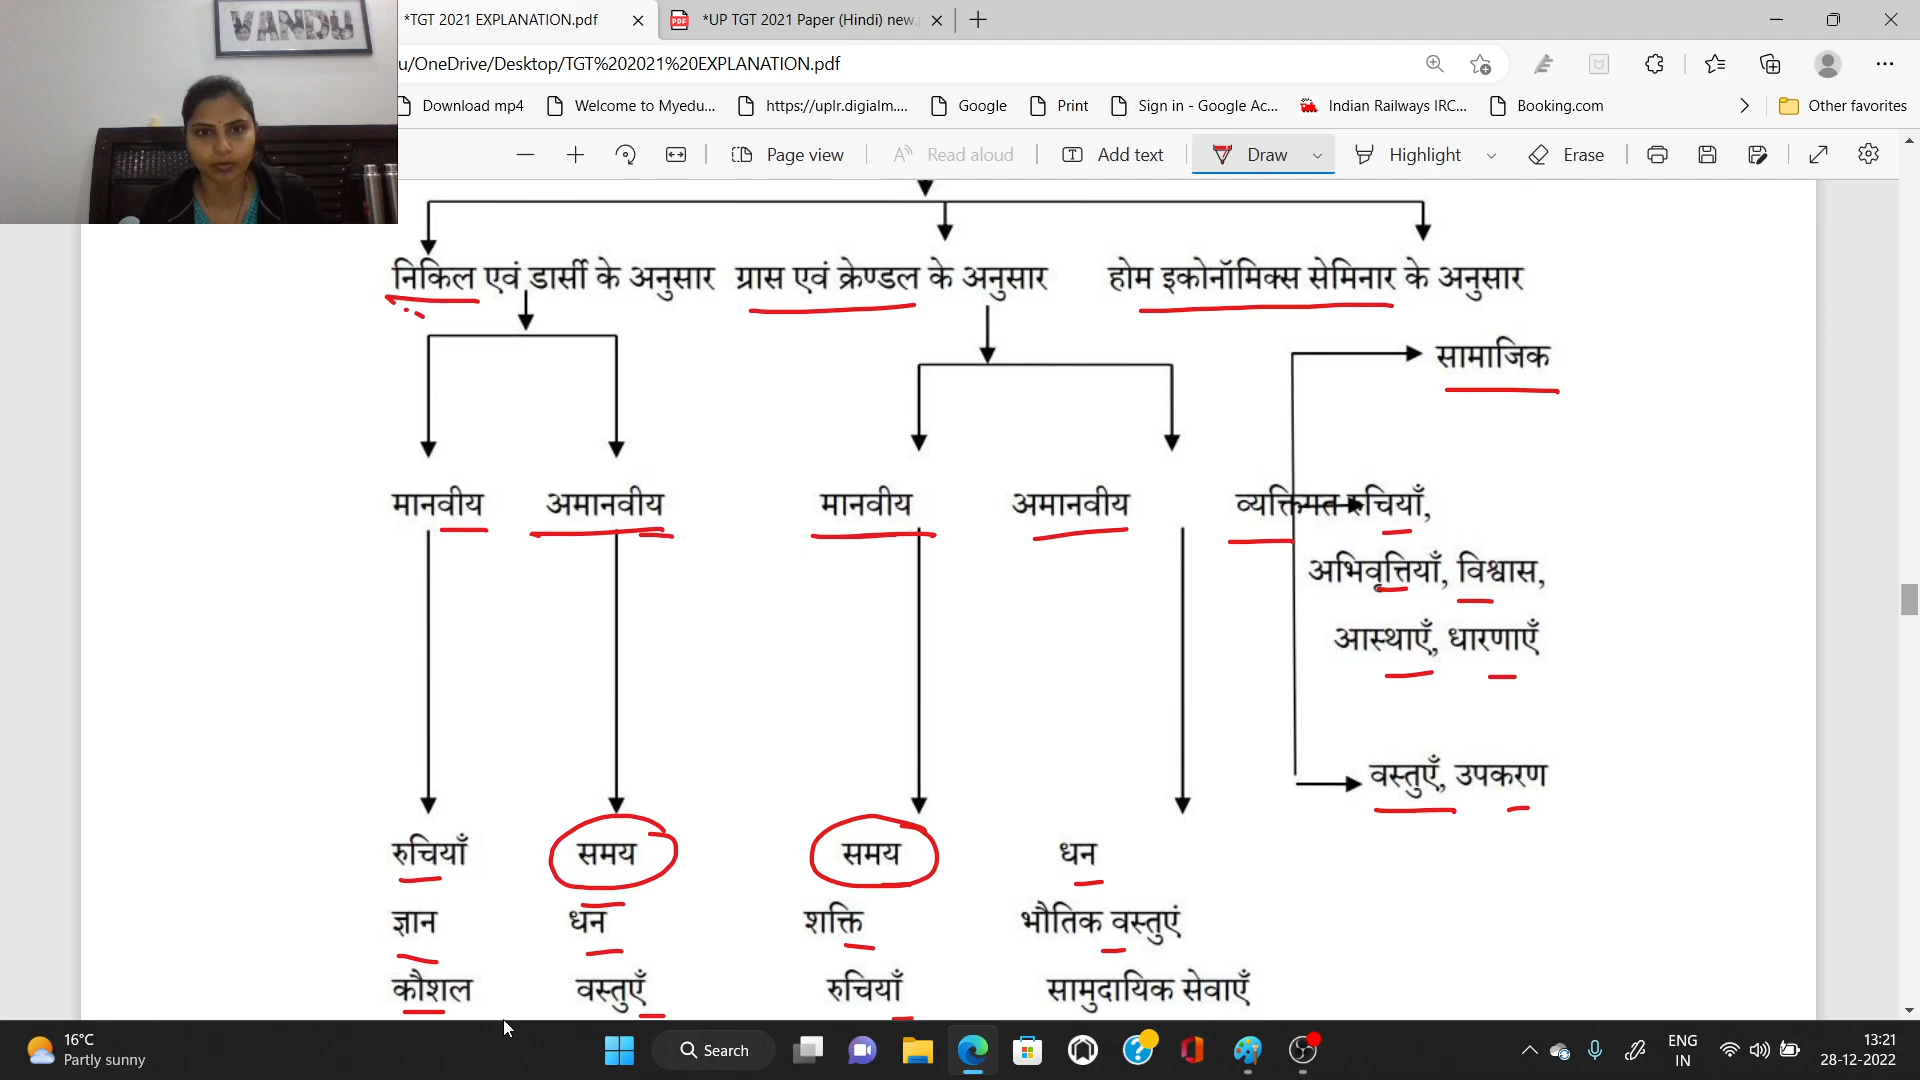 VANDU
*TGT 2021 EXPLANATION.pdf
*UP TGT 2021 Paper (Hindi) new.
u/OneDrive/Desktop/TGT%202021%20EXPLANATION.pdf
Download mp4 Welcome to Myedu... https://uplr.digialm.... Google Print Sign in - Google Ac... Indian Railways IRC... Booking.com Other favorites
Page view Read aloud Add text Draw Highlight Erase
निकिल एवं डार्सी के अनुसार ग्रास एवं क्रेण्डल के अनुसार होम इकोनॉमिक्स सेमिनार के अनुसार
सामाजिक
मानवीय अमानवीय मानवीय अमानवीय व्यक्तिगत रुचियाँ,
अभिवृत्तियाँ, विश्वास,
आस्थाएँ, धारणाएँ
वस्तुएँ, उपकरण
रुचियाँ समय समय धन
ज्ञान धन शक्ति भौतिक वस्तुएं
कौशल वस्तुएँ रुचियाँ सामुदायिक सेवाएँ
16°C
Partly sunny
Search
ENG
IN
13:21
28-12-2022